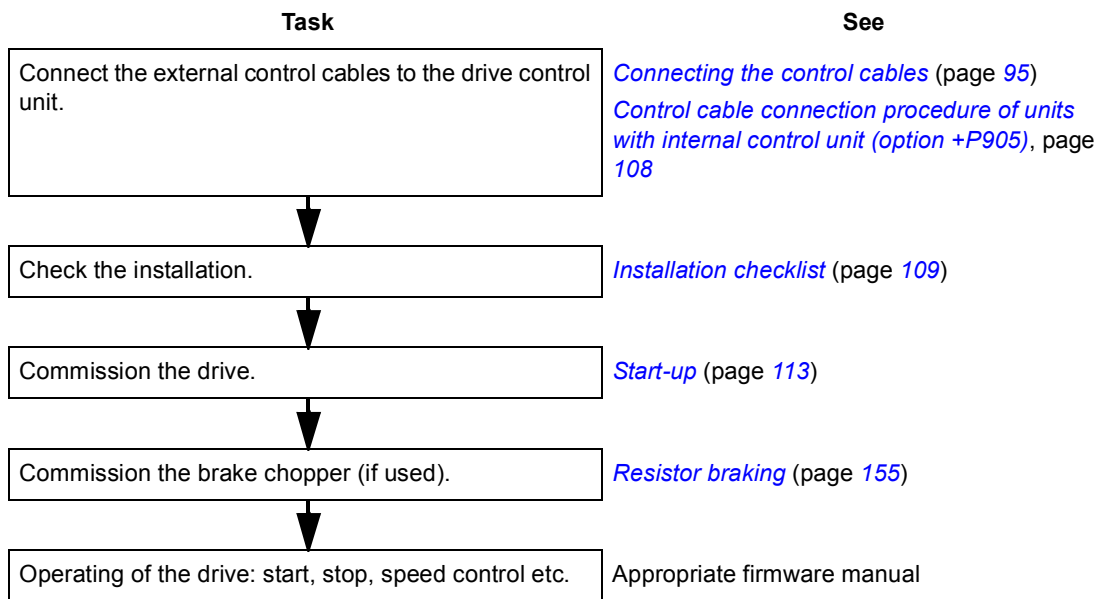 Task
See
Connect the external control cables to the drive control
unit.
Connecting the control cables (page 95)
Control cable connection procedure of units
with internal control unit (option +P905), page
108
Check the installation.
Installation checklist (page 109)
Commission the drive.
Start-up (page 113)
Commission the brake chopper (if used).
Resistor braking (page 155)
Operating of the drive: start, stop, speed control etc.
Appropriate firmware manual